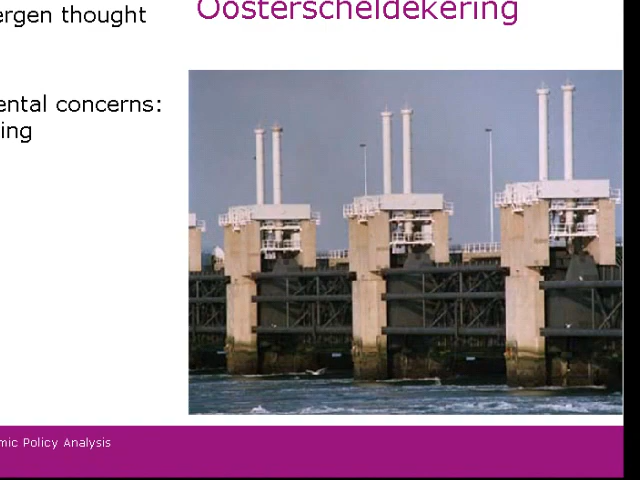 Oosterscheldekering
ergen thought
ental concerns:
ing
mic Policy Analysis